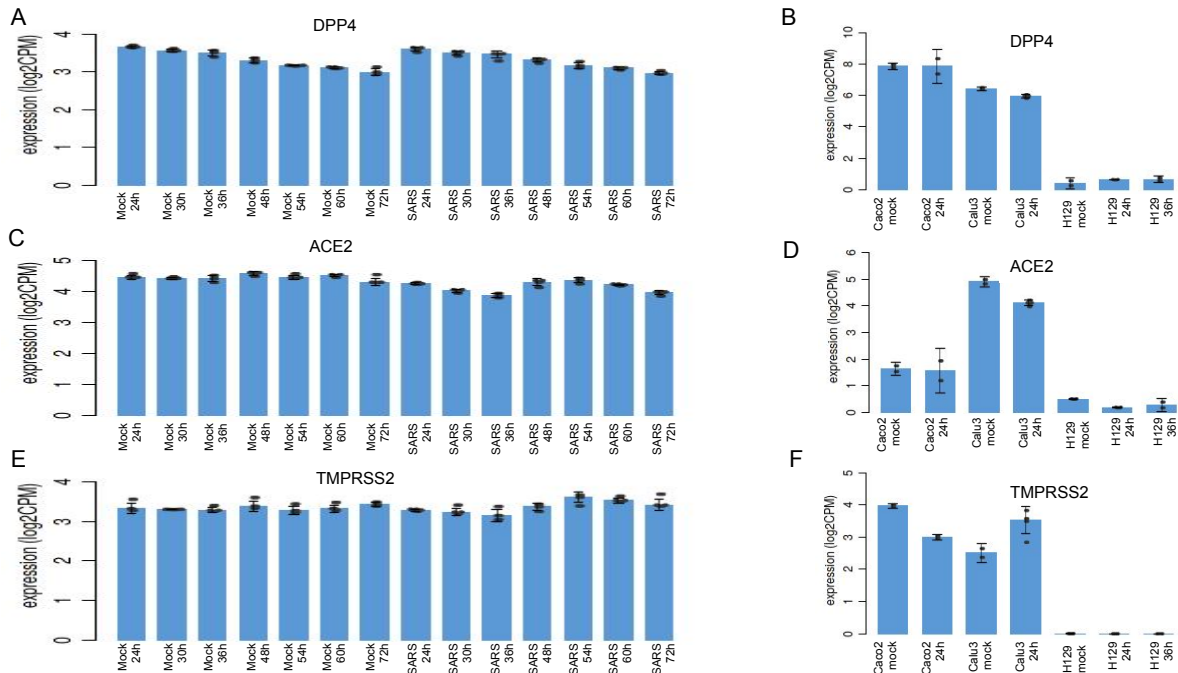 A
DPP4
expression (log2CPM)
4
3
2
1
0
Mock 24h
Mock 30h
Mock 36h
Mock 48h
Mock 54h
Mock 60h
Mock 72h
SARS 24h
SARS 30h
SARS 36h
SARS 48h
SARS 54h
SARS 60h
SARS 72h
B
DPP4
expression (log2CPM)
10
8
6
4
2
0
Caco2 mock
Caco2 24h
Calu3 mock
Calu3 24h
H129 mock
H129 24h
H129 36h
C
ACE2
expression (log2CPM)
5
4
3
2
1
0
Mock 24h
Mock 30h
Mock 36h
Mock 48h
Mock 54h
Mock 60h
Mock 72h
SARS 24h
SARS 30h
SARS 36h
SARS 48h
SARS 54h
SARS 60h
SARS 72h
D
ACE2
expression (log2CPM)
6
5
4
3
2
1
0
Caco2 mock
Caco2 24h
Calu3 mock
Calu3 24h
H129 mock
H129 24h
H129 36h
E
TMPRSS2
expression (log2CPM)
4
3
2
1
0
Mock 24h
Mock 30h
Mock 36h
Mock 48h
Mock 54h
Mock 60h
Mock 72h
SARS 24h
SARS 30h
SARS 36h
SARS 48h
SARS 54h
SARS 60h
SARS 72h
F
TMPRSS2
expression (log2CPM)
5
4
3
2
1
0
Caco2 mock
Caco2 24h
Calu3 mock
Calu3 24h
H129 mock
H129 24h
H129 36h